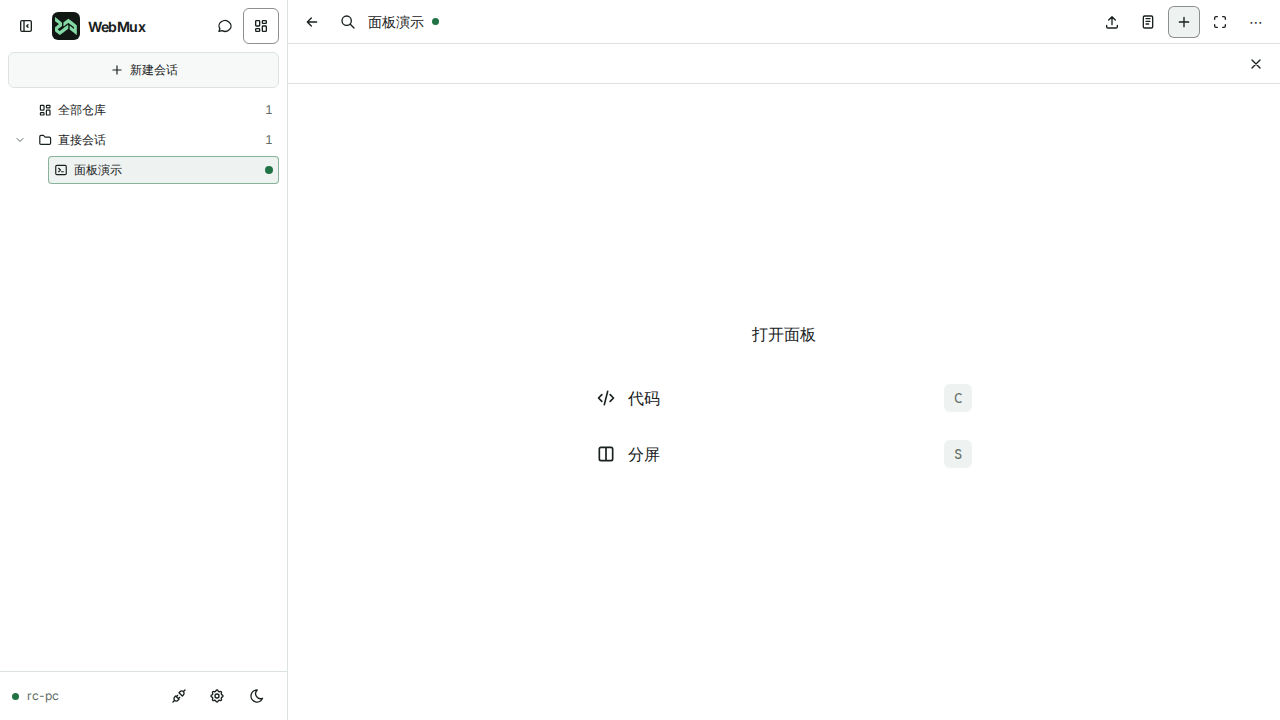 WebMux
新建会话
全部仓库 1
直接会话 1
面板演示
rc-pc
面板演示
打开面板
代码 C
分屏 S